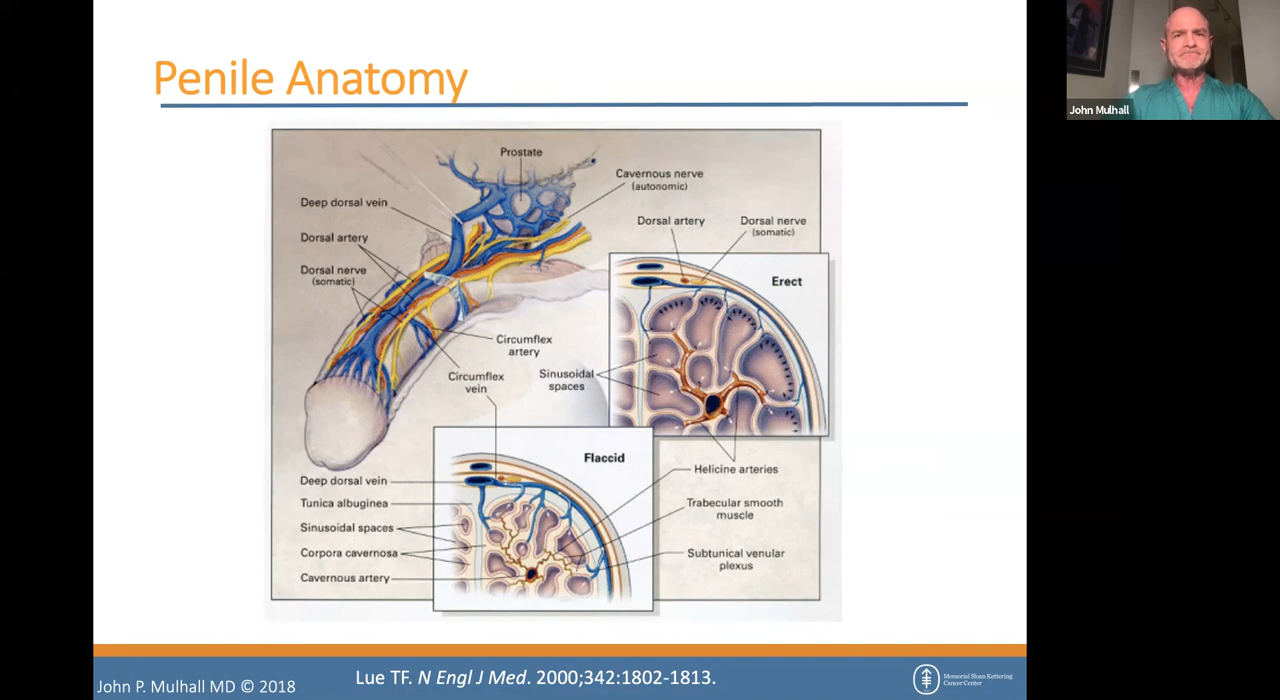 Penile Anatomy
John Mulhall
Prostate
Cavernous nerve
(autonomic)
Deep dorsal vein
Dorsal artery
Dorsal nerve
(somatic)
Dorsal artery
Dorsal nerve
(somatic)
Erect
Circumflex
artery
Circumflex
vein
Sinusoidal
spaces
Flaccid
Helicine arteries
Deep dorsal vein
Tunica albuginea
Sinusoidal spaces
Corpora cavernosa
Cavernous artery
Trabecular smooth
muscle
Subtunical venular
plexus
John P. Mulhall MD © 2018
Lue TF. N Engl J Med. 2000;342:1802-1813.
Memorial Sloan Kettering
Cancer Center